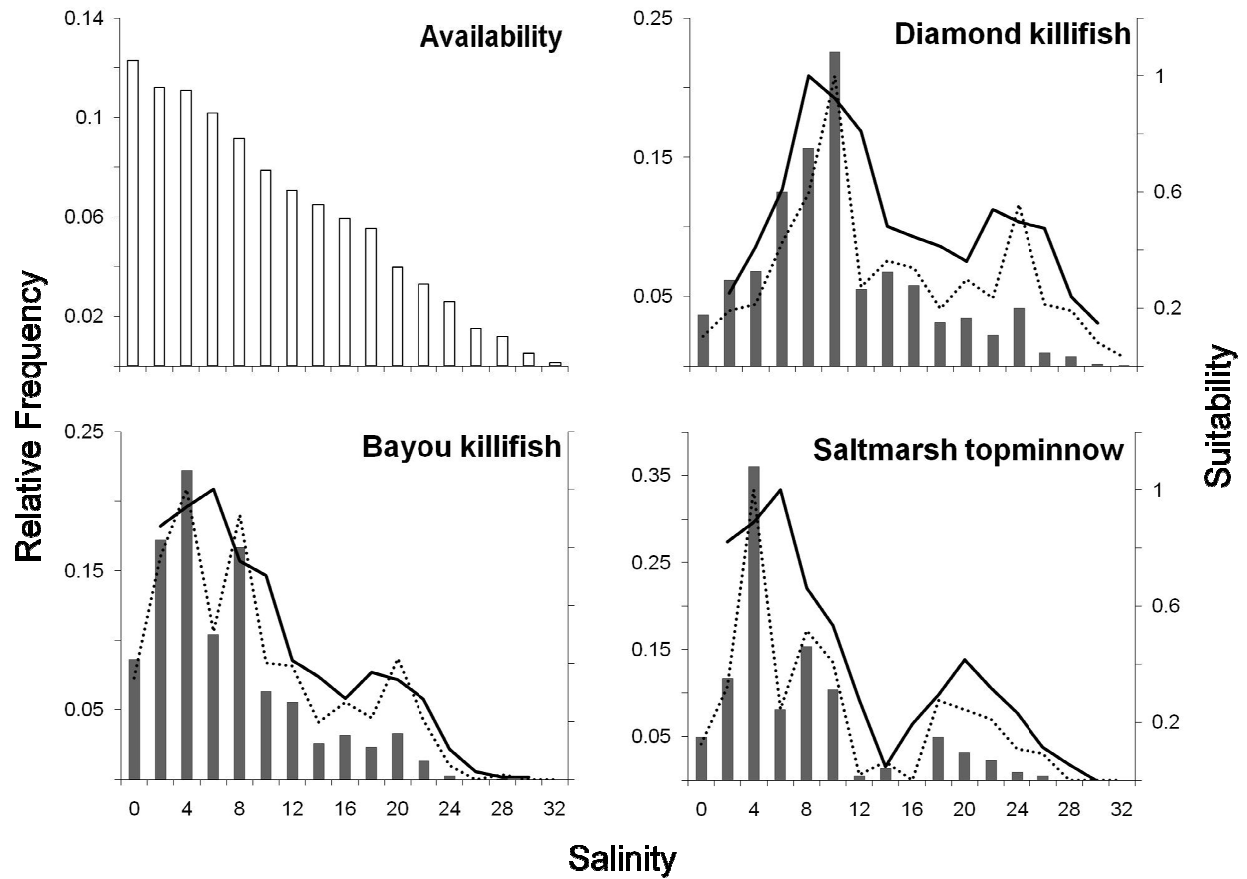 Availability
0.14
0.1
0.06
0.02
Diamond killifish
0.25
0.15
0.05
1
0.6
0.2
Relative Frequency
Suitability
Bayou killifish
0.25
0.15
0.05
0 4 8 12 16 20 24 28 32
Saltmarsh topminnow
0.35
0.25
0.15
0.05
1
0.6
0.2
0 4 8 12 16 20 24 28 32
Salinity